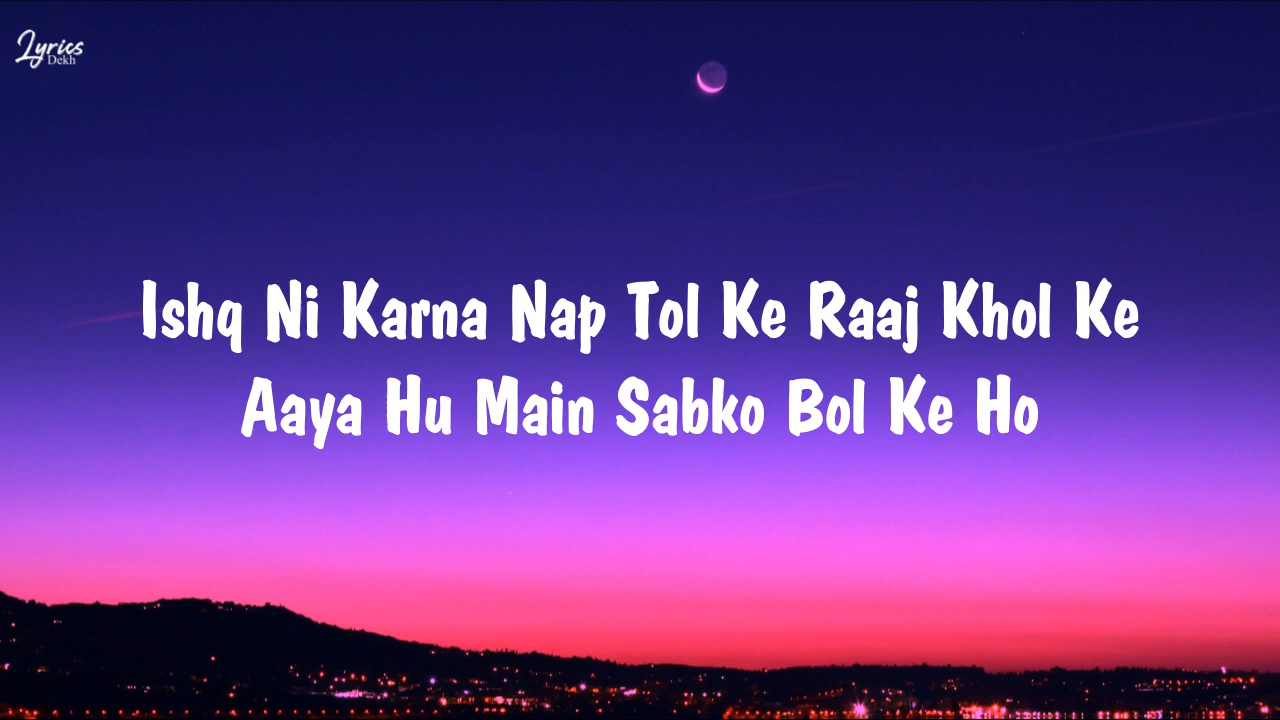 Lyrics
Dekh
Ishq Ni Karna Nap Tol Ke Raaj Khol Ke
Aaya Hu Main Sabko Bol Ke Ho